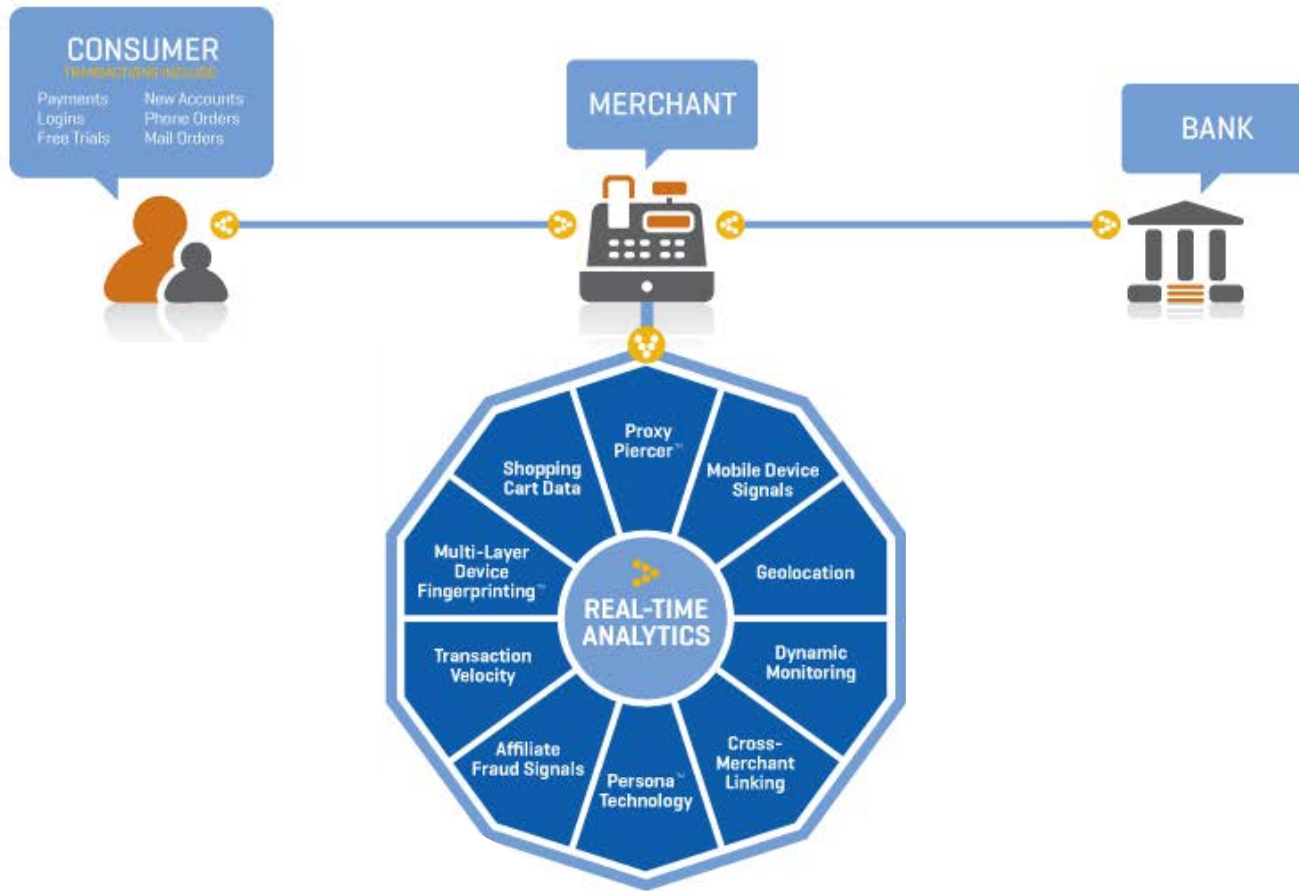 CONSUMER
TRANSACTIONS INCLUDE:
Payments
Logins
Free Trials
New Accounts
Phone Orders
Mail Orders
MERCHANT
BANK
Proxy
Piercer™
Mobile Device
Signals
Geolocation
Dynamic
Monitoring
Cross-
Merchant
Linking
Persona™
Technology
Affiliate
Fraud Signals
Transaction
Velocity
Multi-Layer
Device
Fingerprinting™
Shopping
Cart Data
REAL-TIME
ANALYTICS